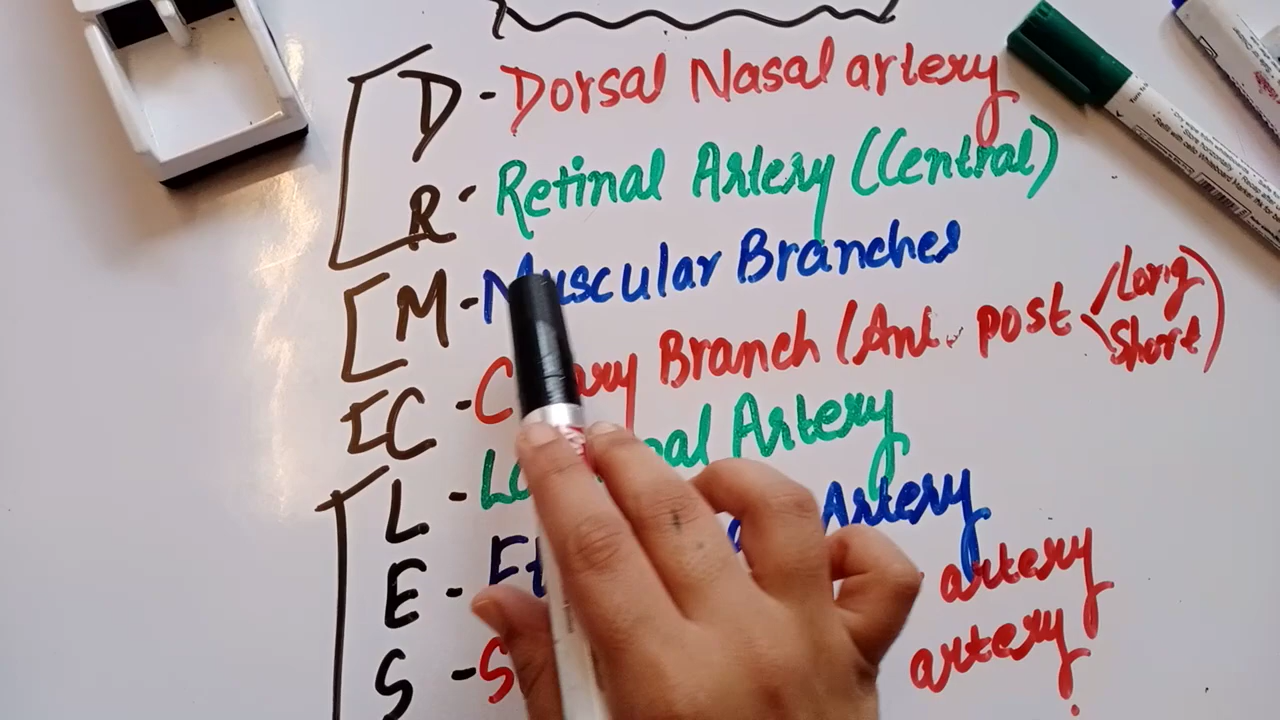 D - Dorsal Nasal artery
R - Retinal Artery (Central)
M - Muscular Branches
C - Branch (Ant. post Long Short)
L - Artery
E - Artery
S - artery
artery